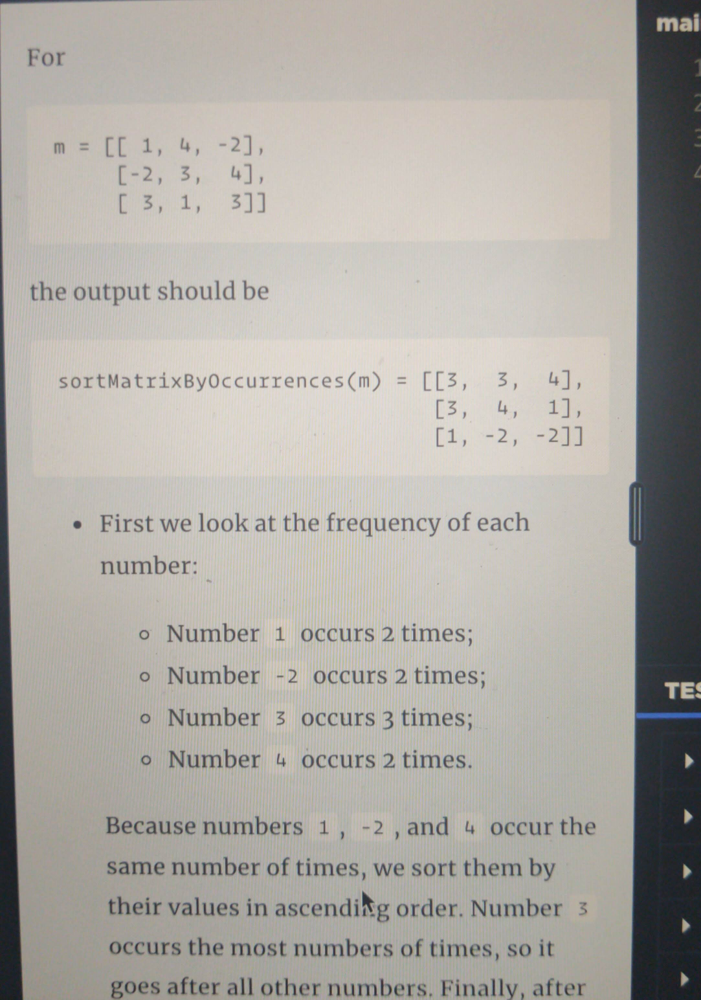 For
m = [[ 1, 4, -2],
[-2, 3, 4],
[ 3, 1, 3]]
the output should be
sortMatrixByOccurrences(m) = [[3, 3, 4],
[3, 4, 1],
[1, -2, -2]]
• First we look at the frequency of each
number:
○ Number 1 occurs 2 times;
○ Number -2 occurs 2 times;
○ Number 3 occurs 3 times;
○ Number 4 occurs 2 times.
Because numbers 1 , -2 , and 4 occur the
same number of times, we sort them by
their values in ascending order. Number 3
occurs the most numbers of times, so it
goes after all other numbers. Finally, after
mai
1
2
3
4
TES